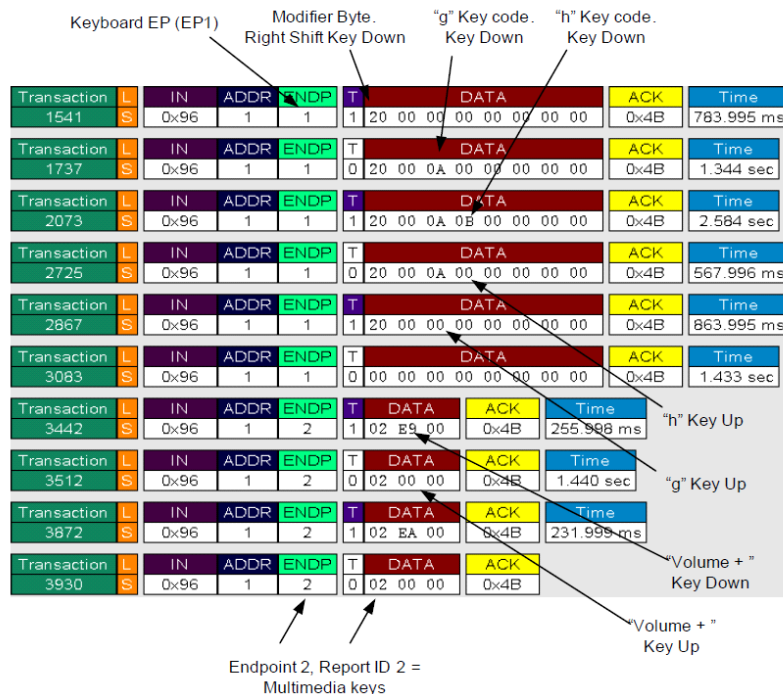 Keyboard EP (EP1)
Modifier Byte.
Right Shift Key Down
“g” Key code.
Key Down
“h” Key code.
Key Down
Transaction L IN ADDR ENDP T DATA ACK Time
1541 S 0x96 1 1 1 20 00 00 00 00 00 00 00 0x4B 783.995 ms
Transaction L IN ADDR ENDP T DATA ACK Time
1737 S 0x96 1 1 0 20 00 0A 00 00 00 00 00 0x4B 1.344 sec
Transaction L IN ADDR ENDP T DATA ACK Time
2073 S 0x96 1 1 1 20 00 0A 0B 00 00 00 00 0x4B 2.584 sec
Transaction L IN ADDR ENDP T DATA ACK Time
2725 S 0x96 1 1 0 20 00 0A 00 00 00 00 00 0x4B 567.996 ms
Transaction L IN ADDR ENDP T DATA ACK Time
2867 S 0x96 1 1 1 20 00 00 00 00 00 00 00 0x4B 863.995 ms
Transaction L IN ADDR ENDP T DATA ACK Time
3083 S 0x96 1 1 0 00 00 00 00 00 00 00 00 0x4B 1.433 sec
Transaction L IN ADDR ENDP T DATA ACK Time
3442 S 0x96 1 2 1 02 E9 00 0x4B 255.998 ms
Transaction L IN ADDR ENDP T DATA ACK Time
3512 S 0x96 1 2 0 02 00 00 0x4B 1.440 sec
Transaction L IN ADDR ENDP T DATA ACK Time
3872 S 0x96 1 2 1 02 EA 00 0x4B 231.999 ms
Transaction L IN ADDR ENDP T DATA ACK
3930 S 0x96 1 2 0 02 00 00 0x4B
“h” Key Up
“g” Key Up
“Volume + ”
Key Down
“Volume + ”
Key Up
Endpoint 2, Report ID 2 =
Multimedia keys